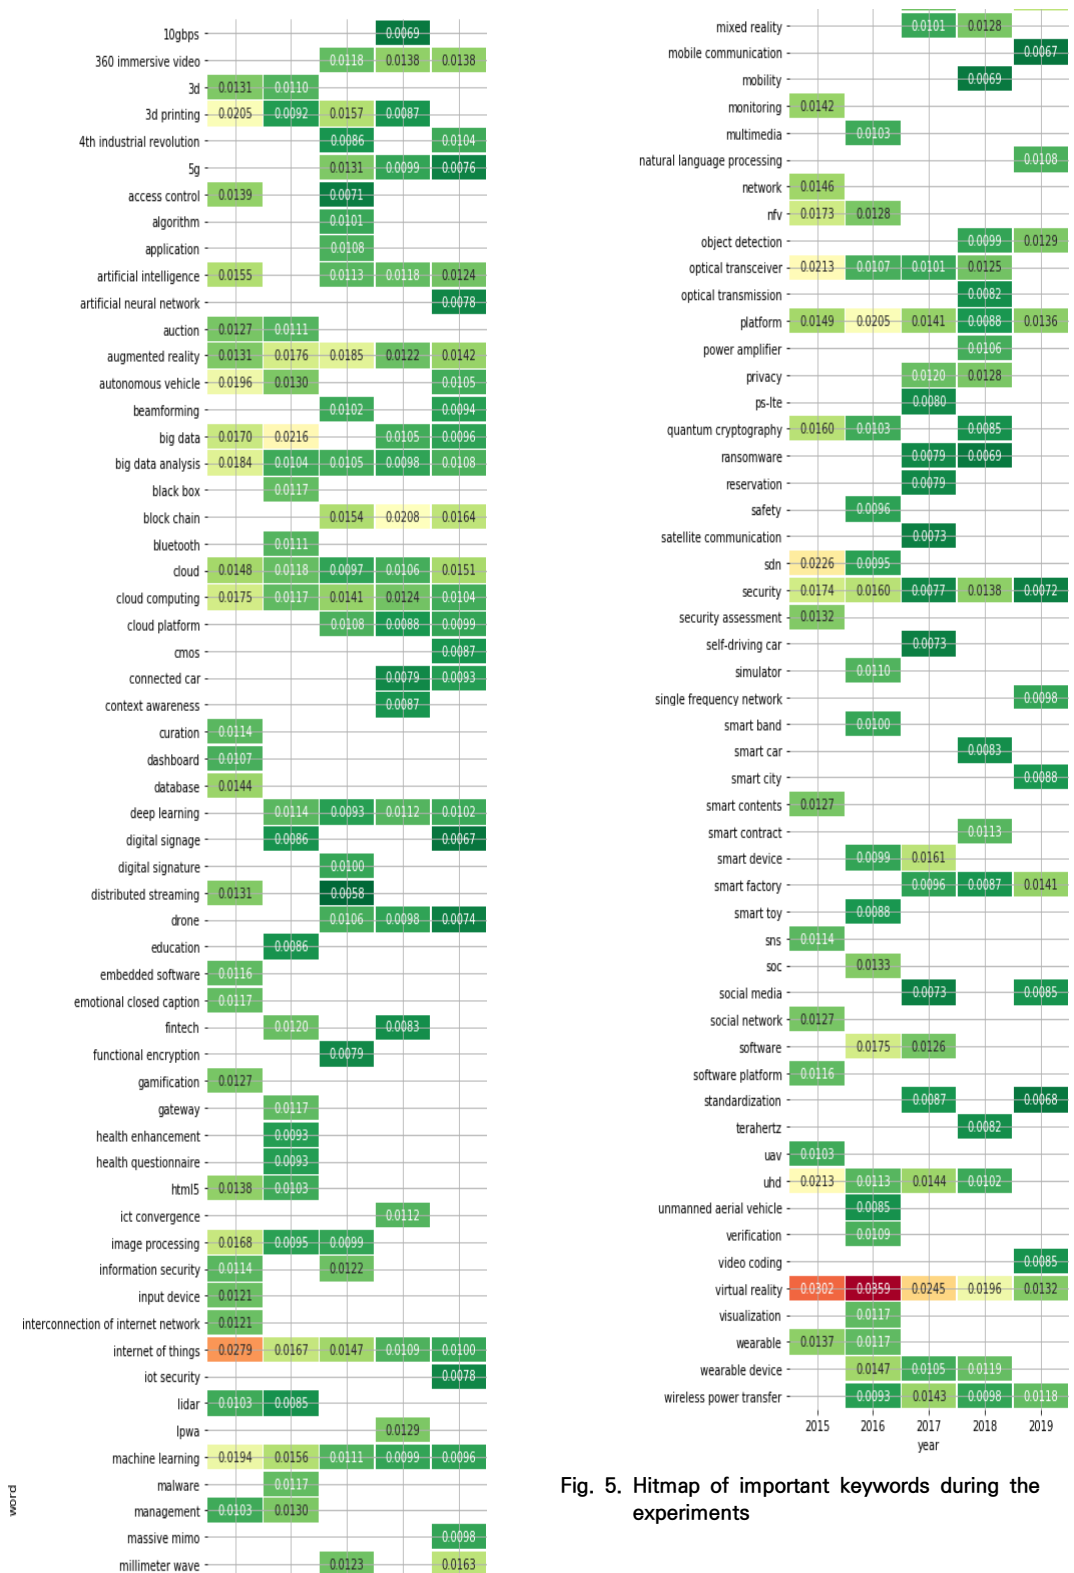 10gbps 0.0069
360 immersive video 0.0118 0.0138 0.0138
3d 0.0131 0.0110
3d printing 0.0205 0.0092 0.0157 0.0087
4th industrial revolution 0.0086 0.0104
5g 0.0131 0.0099 0.0076
access control 0.0139 0.0071
algorithm 0.0101
application 0.0108
artificial intelligence 0.0155 0.0113 0.0118 0.0124
artificial neural network 0.0078
auction 0.0127 0.0111
augmented reality 0.0131 0.0176 0.0185 0.0122 0.0142
autonomous vehicle 0.0196 0.0130 0.0105
beamforming 0.0102 0.0094
big data 0.0170 0.0216 0.0105 0.0096
big data analysis 0.0184 0.0104 0.0105 0.0098 0.0108
black box 0.0117
block chain 0.0154 0.0208 0.0164
bluetooth 0.0111
cloud 0.0148 0.0118 0.0097 0.0106 0.0151
cloud computing 0.0175 0.0117 0.0141 0.0124 0.0104
cloud platform 0.0108 0.0088 0.0099
cmos 0.0087
connected car 0.0079 0.0093
context awareness 0.0087
curation 0.0114
dashboard 0.0107
database 0.0144
deep learning 0.0114 0.0093 0.0112 0.0102
digital signage 0.0086 0.0067
digital signature 0.0100
distributed streaming 0.0131 0.0058
drone 0.0106 0.0098 0.0074
education 0.0086
embedded software 0.0116
emotional closed caption 0.0117
fintech 0.0120 0.0083
functional encryption 0.0079
gamification 0.0127
gateway 0.0117
health enhancement 0.0093
health questionnaire 0.0093
html5 0.0138 0.0103
ict convergence 0.0112
image processing 0.0168 0.0095 0.0099
information security 0.0114 0.0122
input device 0.0121
interconnection of internet network 0.0121
internet of things 0.0279 0.0167 0.0147 0.0109 0.0100
iot security 0.0078
lidar 0.0103 0.0085
lpwa 0.0129
machine learning 0.0194 0.0156 0.0111 0.0099 0.0096
malware 0.0117
management 0.0103 0.0130
massive mimo 0.0098
millimeter wave 0.0123 0.0163
word
mixed reality 0.0101 0.0128
mobile communication 0.0067
mobility 0.0069
monitoring 0.0142
multimedia 0.0103
natural language processing 0.0108
network 0.0146
nfv 0.0173 0.0128
object detection 0.0099 0.0129
optical transceiver 0.0213 0.0107 0.0101 0.0125
optical transmission 0.0082
platform 0.0149 0.0205 0.0141 0.0088 0.0136
power amplifier 0.0106
privacy 0.0120 0.0128
ps-lte 0.0080
quantum cryptography 0.0160 0.0103 0.0085
ransomware 0.0079 0.0069
reservation 0.0079
safety 0.0096
satellite communication 0.0073
sdn 0.0226 0.0095
security 0.0174 0.0160 0.0077 0.0138 0.0072
security assessment 0.0132
self-driving car 0.0073
simulator 0.0110
single frequency network 0.0098
smart band 0.0100
smart car 0.0083
smart city 0.0088
smart contents 0.0127
smart contract 0.0113
smart device 0.0099 0.0161
smart factory 0.0096 0.0087 0.0141
smart toy 0.0088
sns 0.0114
soc 0.0133
social media 0.0073 0.0085
social network 0.0127
software 0.0175 0.0126
software platform 0.0116
standardization 0.0087 0.0068
terahertz 0.0082
uav 0.0103
uhd 0.0213 0.0113 0.0144 0.0102
unmanned aerial vehicle 0.0085
verification 0.0109
video coding 0.0085
virtual reality 0.0302 0.0359 0.0245 0.0196 0.0132
visualization 0.0117
wearable 0.0137 0.0117
wearable device 0.0147 0.0105 0.0119
wireless power transfer 0.0093 0.0143 0.0098 0.0118
2015 2016 2017 2018 2019
year
Fig. 5. Hitmap of important keywords during the
experiments